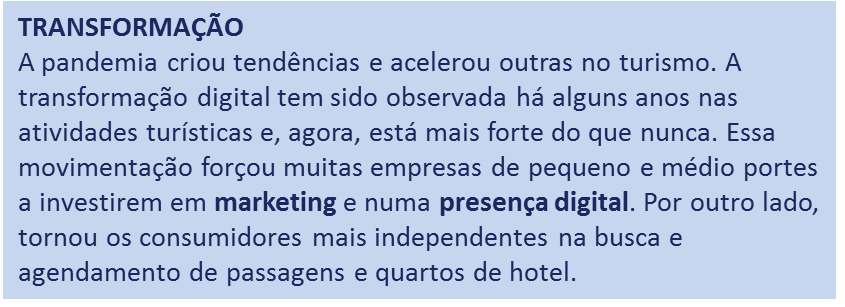 TRANSFORMAÇÃO
A pandemia criou tendências e acelerou outras no turismo. A
transformação digital tem sido observada há alguns anos nas
atividades turísticas e, agora, está mais forte do que nunca. Essa
movimentação forçou muitas empresas de pequeno e médio portes
a investirem em marketing e numa presença digital. Por outro lado,
tornou os consumidores mais independentes na busca e
agendamento de passagens e quartos de hotel.